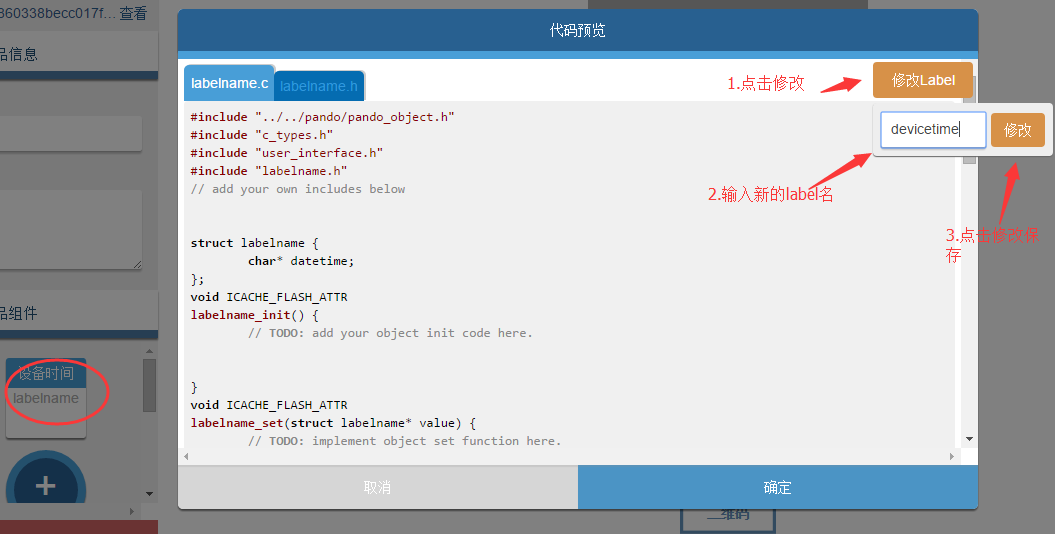 860338becc017f... 查看
品信息
品组件
设备时间
labelname
+
代码预览
labelname.c
labelname.h
1.点击修改
修改Label
devicetime
修改
2.输入新的label名
3.点击修改保
存
#include "../../pando/pando_object.h"
#include "c_types.h"
#include "user_interface.h"
#include "labelname.h"
// add your own includes below
struct labelname {
char* datetime;
};
void ICACHE_FLASH_ATTR
labelname_init() {
// TODO: add your object init code here.
}
void ICACHE_FLASH_ATTR
labelname_set(struct labelname* value) {
// TODO: implement object set function here.
取消
确定
二维码